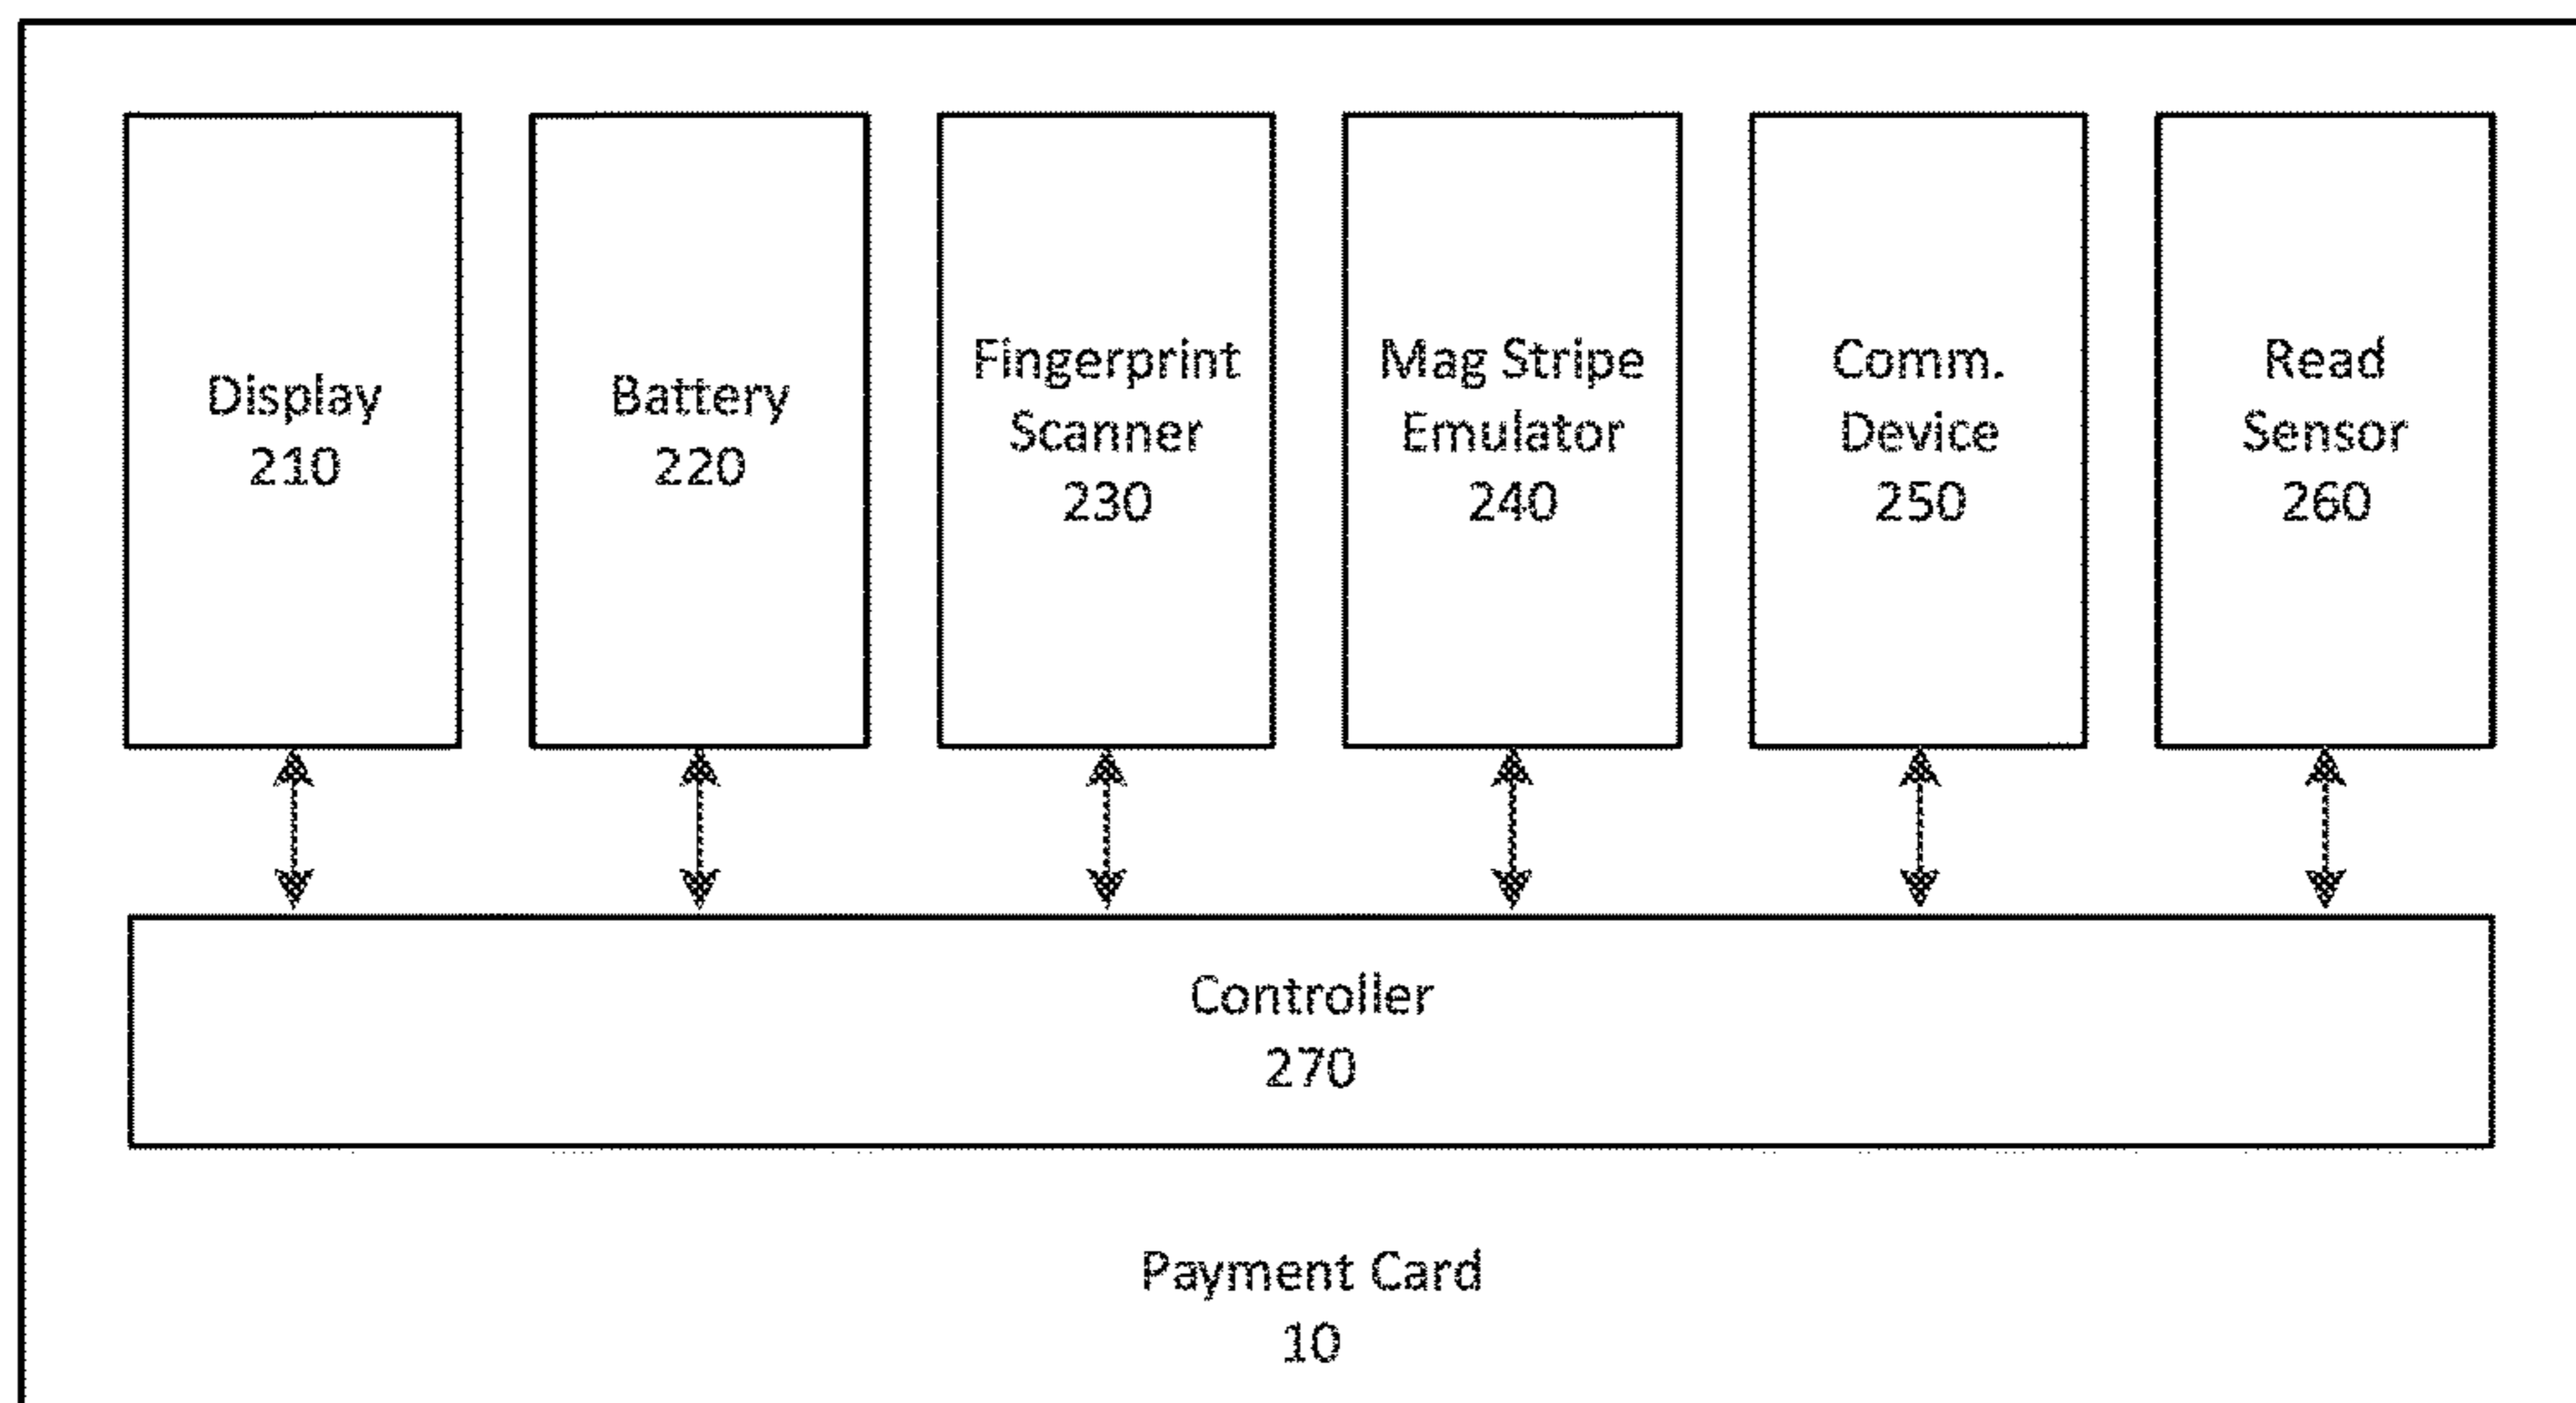 Display
210
Battery
220
Fingerprint
Scanner
230
Mag Stripe
Emulator
240
Comm.
Device
250
Read
Sensor
260
Controller
270
Payment Card
10